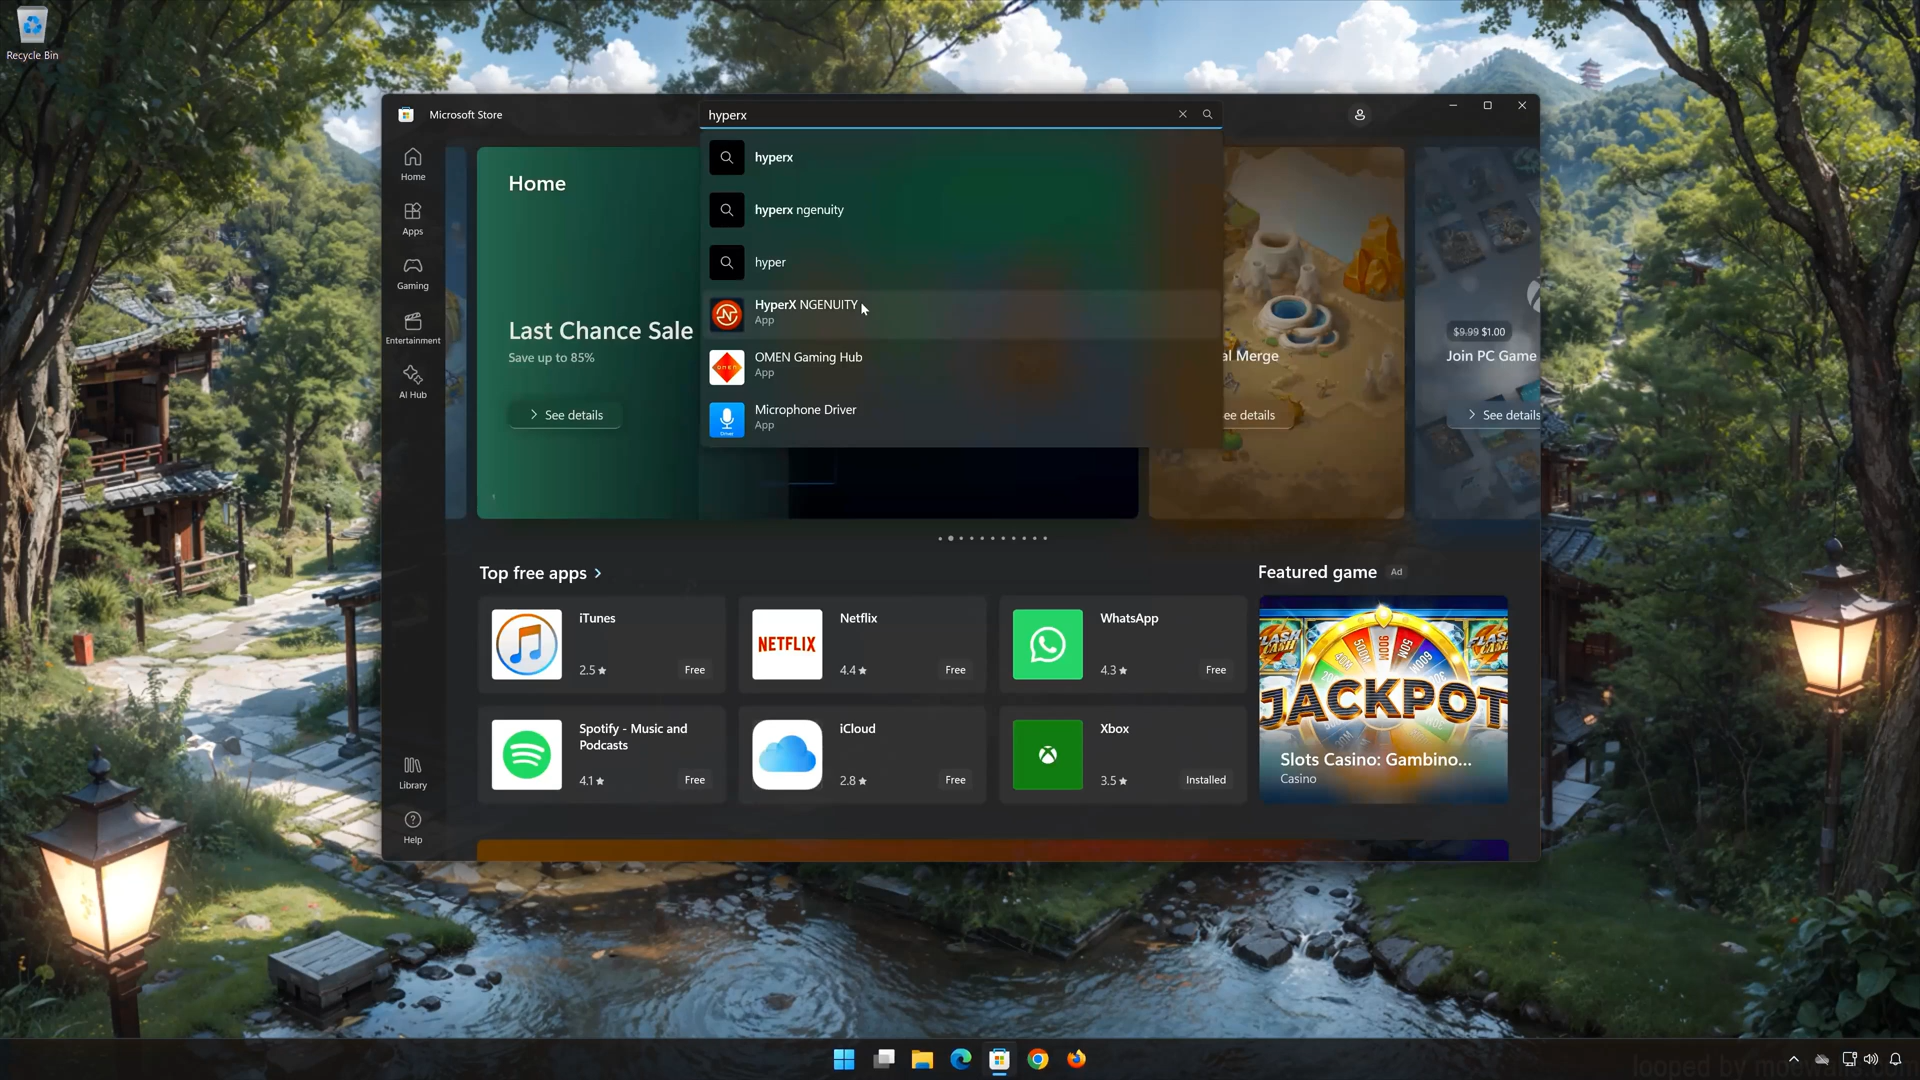 Recycle Bin
Microsoft Store
hyperx
Home
Apps
Gaming
Entertainment
AI Hub
Library
Help
hyperx
hyperx ngenuity
hyper
HyperX NGENUITY
App
OMEN Gaming Hub
App
Microphone Driver
App
Home
Last Chance Sale
Save up to 85%
See details
al Merge
ee details
$9.99 $1.00
Join PC Game
See details
Top free apps
iTunes
2.5
Free
Netflix
NETFLIX
4.4
Free
WhatsApp
4.3
Free
Spotify - Music and
Podcasts
4.1
Free
iCloud
2.8
Free
Xbox
3.5
Installed
Featured game
Ad
JACKPOT
Slots Casino: Gambino...
Casino
looped by